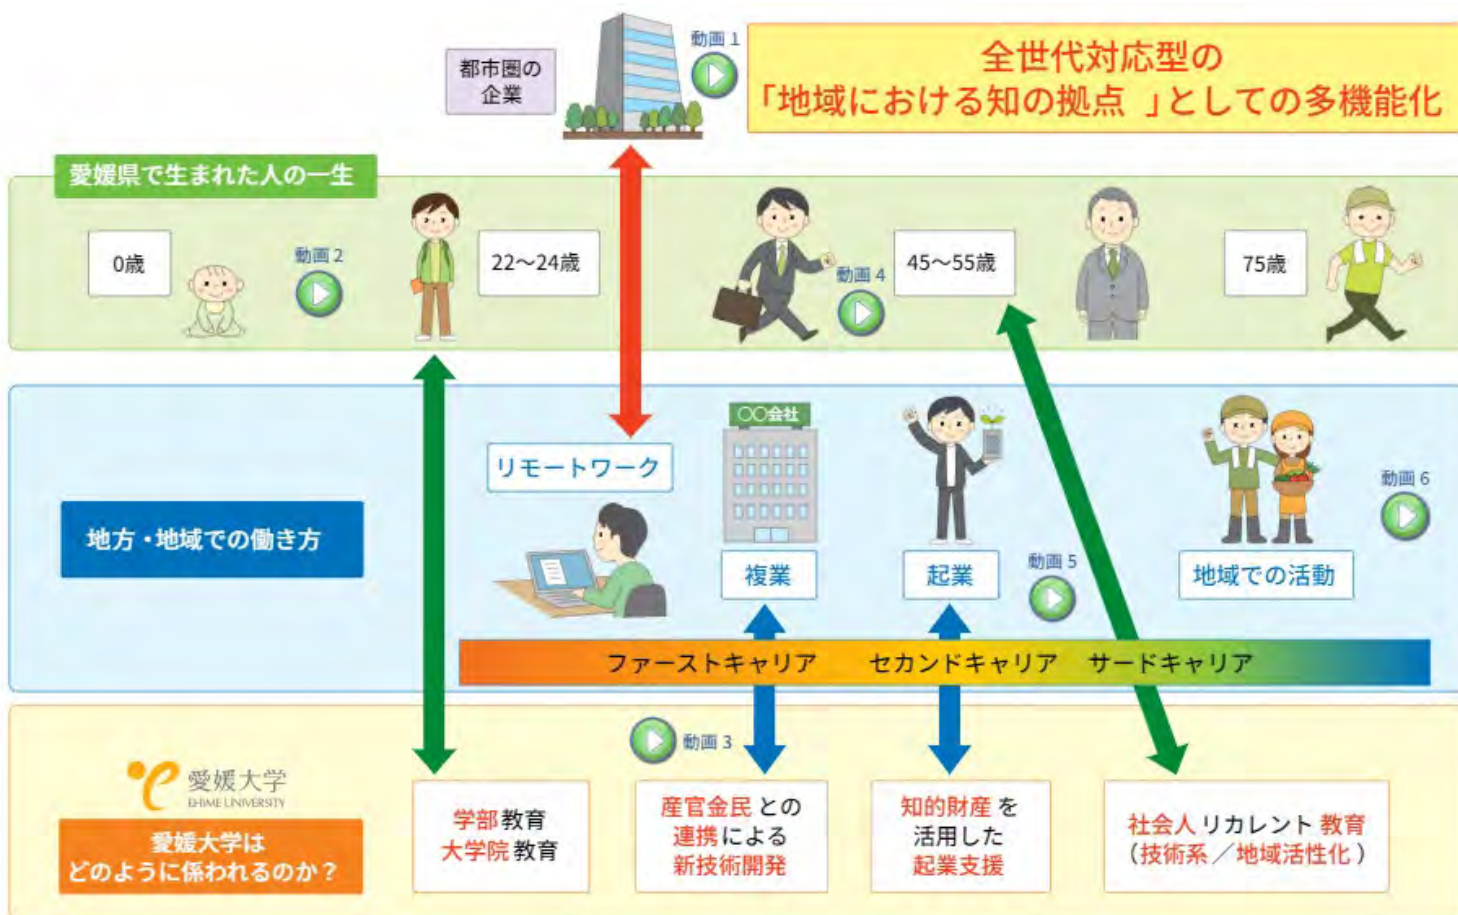 都市圏の
企業
動画 1
全世代対応型の
「地域における知の拠点 」としての多機能化
愛媛県で生まれた人の一生
0歳
動画 2
22～24歳
動画 4
45～55歳
75歳
地方・地域での働き方
リモートワーク
〇〇会社
複業
起業
動画 5
地域での活動
動画 6
ファーストキャリア
セカンドキャリア
サードキャリア
動画 3
愛媛大学
EHIME UNIVERSITY
愛媛大学は
どのように係われるのか？
学部 教育
大学院 教育
産官金民 との
連携 による
新技術開発
知的財産 を
活用した
起業支援
社会人 リカレント 教育
（技術系 ／地域活性化 ）